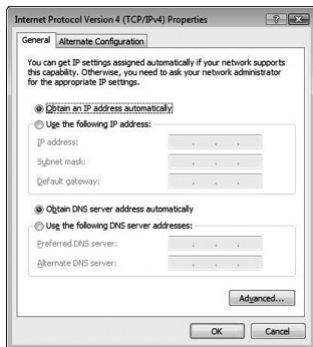 Internet Protocol Version 4 (TCP/IPv4) Properties
General
Alternate Configuration
You can get IP settings assigned automatically if your network supports
this capability. Otherwise, you need to ask your network administrator
for the appropriate IP settings.
Obtain an IP address automatically
Use the following IP address:
IP address:
Subnet mask:
Default gateway:
Obtain DNS server address automatically
Use the following DNS server addresses:
Preferred DNS server:
Alternate DNS server:
Advanced...
OK
Cancel